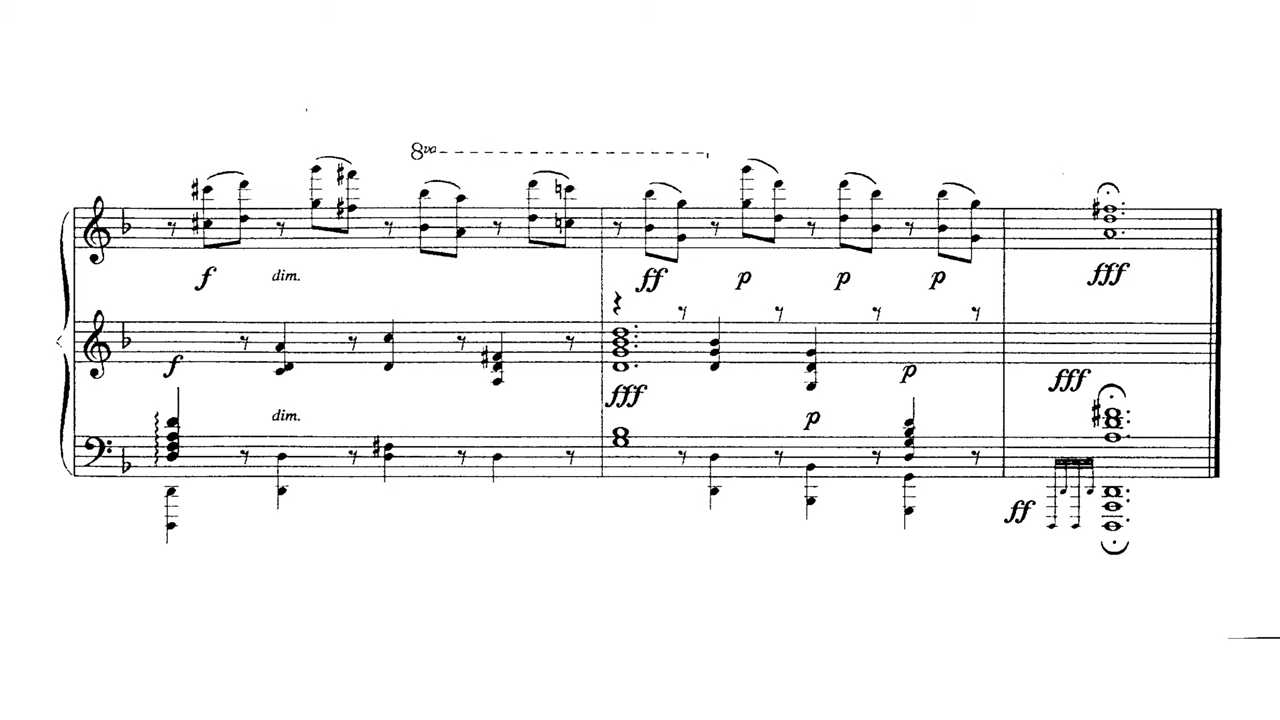 8va
f dim. ff p p p fff
f fff p fff
dim. p
ff